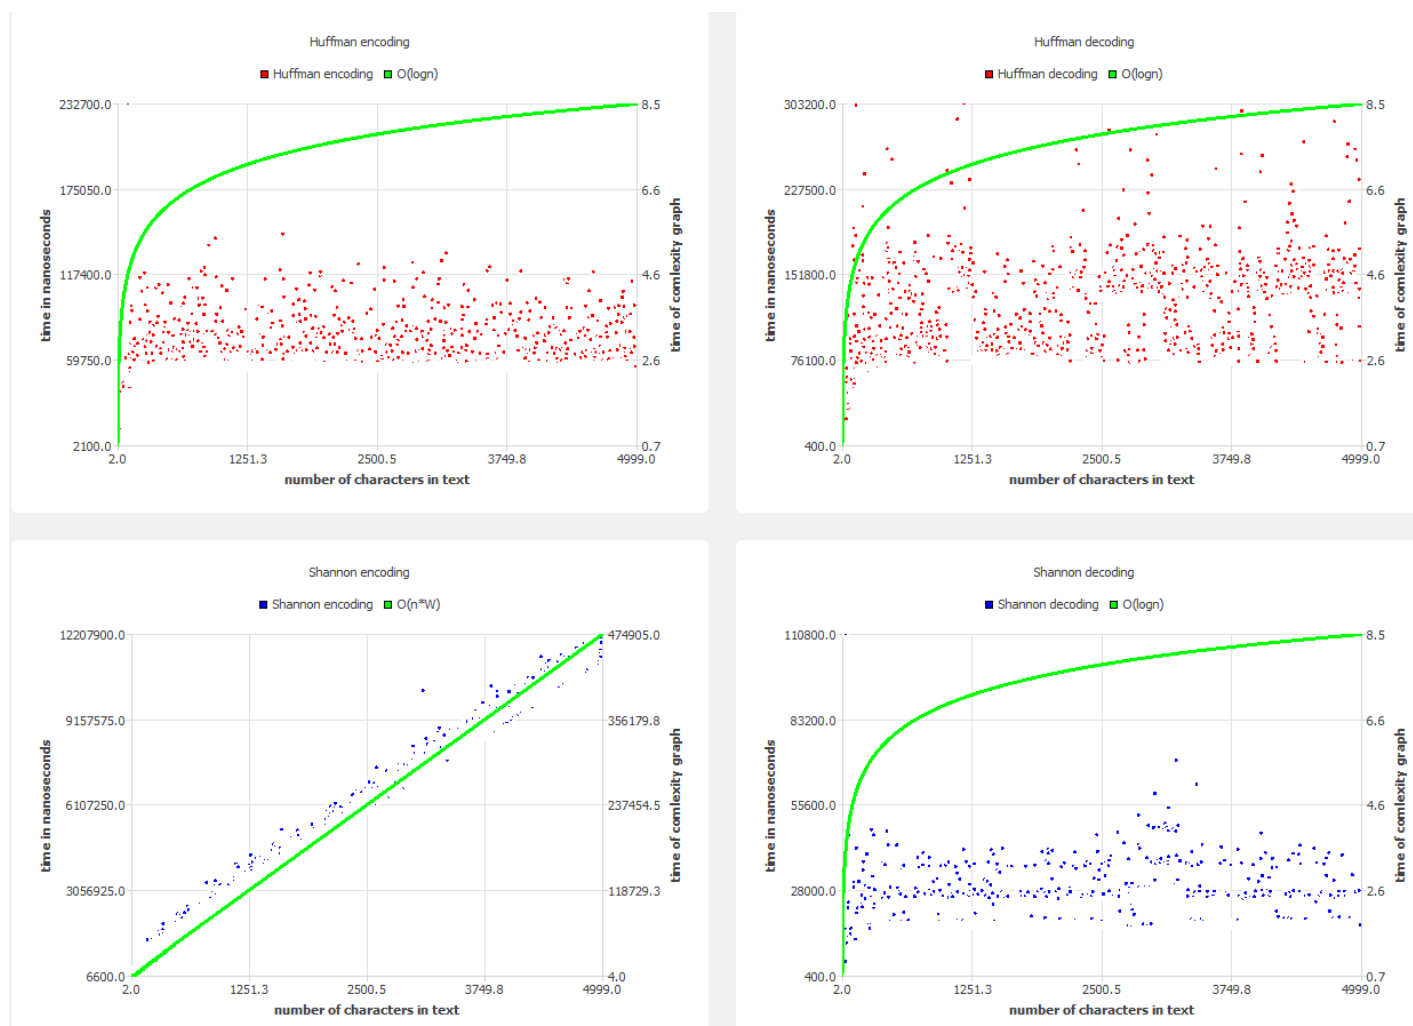 Huffman encoding
Huffman encoding O(logn)
232700.0
175050.0
117400.0
59750.0
2100.0
time in nanoseconds
8.5
6.6
4.6
2.6
0.7
time of comlexity graph
2.0 1251.3 2500.5 3749.8 4999.0
number of characters in text
Huffman decoding
Huffman decoding O(logn)
303200.0
227500.0
151800.0
76100.0
400.0
time in nanoseconds
8.5
6.6
4.6
2.6
0.7
time of comlexity graph
2.0 1251.3 2500.5 3749.8 4999.0
number of characters in text
Shannon encoding
Shannon encoding O(n*W)
12207900.0
9157575.0
6107250.0
3056925.0
6600.0
time in nanoseconds
474905.0
356179.8
237454.5
118729.3
4.0
time of comlexity graph
2.0 1251.3 2500.5 3749.8 4999.0
number of characters in text
Shannon decoding
Shannon decoding O(logn)
110800.0
83200.0
55600.0
28000.0
400.0
time in nanoseconds
8.5
6.6
4.6
2.6
0.7
time of comlexity graph
2.0 1251.3 2500.5 3749.8 4999.0
number of characters in text